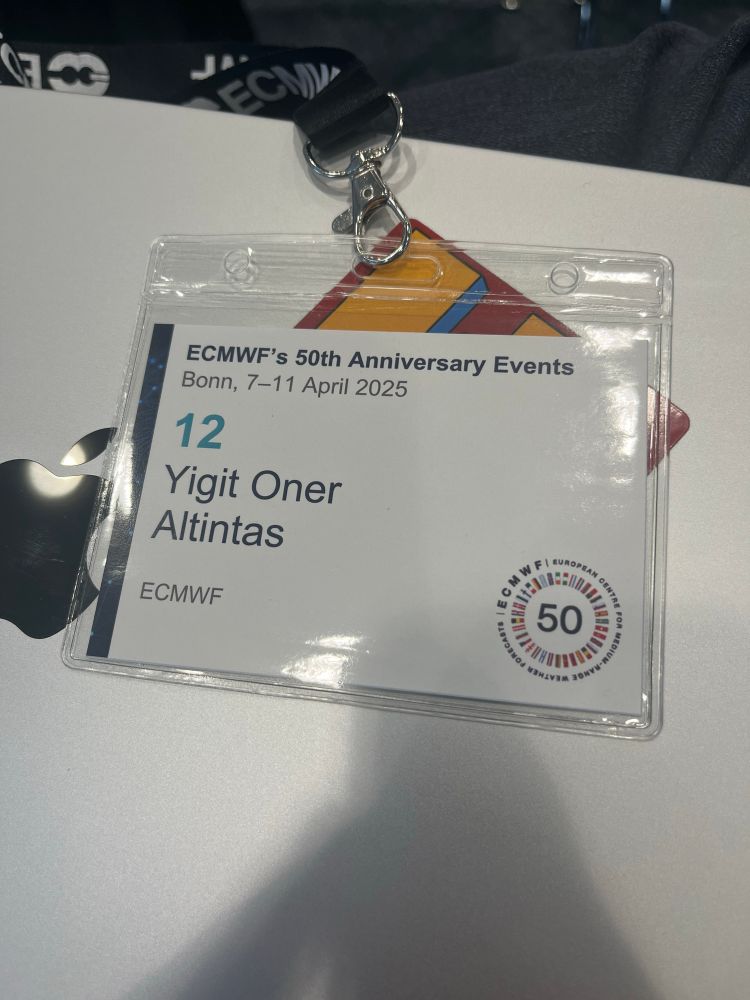 ECMW
ECMWF's 50th Anniversary Events
Bonn, 7–11 April 2025
12
Yigit Oner
Altintas
ECMWF
ECMWF | EUROPEAN CENTRE FOR MEDIUM-RANGE WEATHER FORECASTS |
50